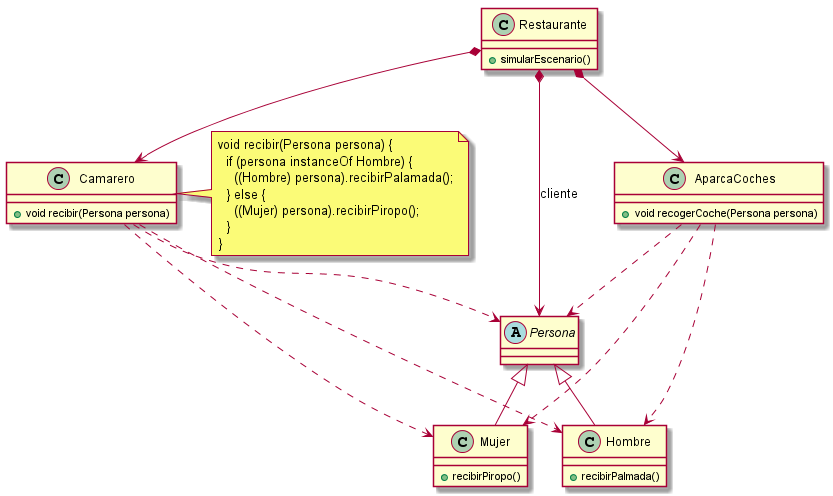 C Restaurante
simularEscenario()
void recibir(Persona persona) {
if (persona instanceOf Hombre) {
((Hombre) persona).recibirPalamada();
} else {
((Mujer) persona).recibirPiropo();
}
}
C Camarero
void recibir(Persona persona)
cliente
C AparcaCoches
void recogerCoche(Persona persona)
A Persona
C Mujer
recibirPiropo()
C Hombre
recibirPalmada()